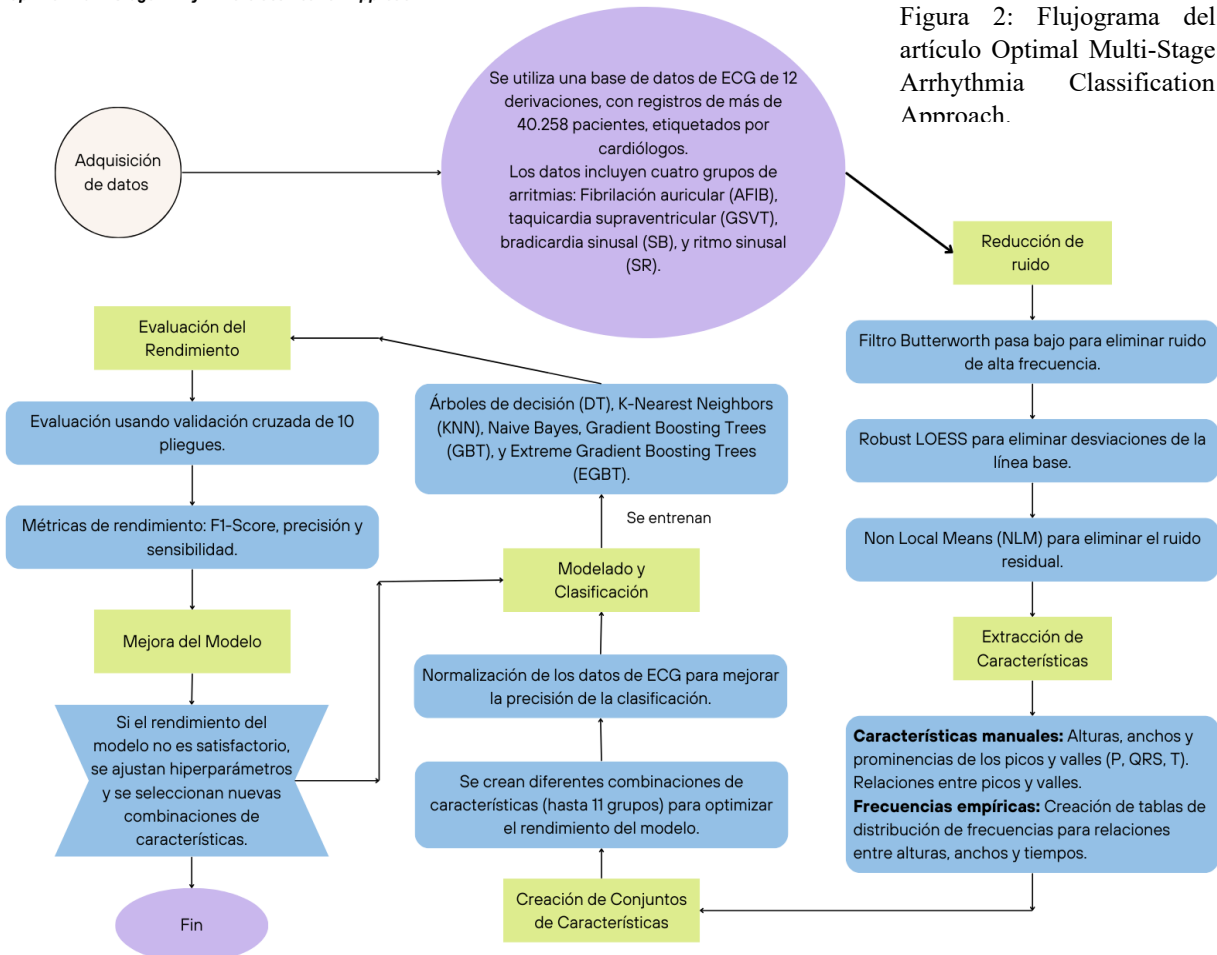 Figura 2: Flujograma del
artículo Optimal Multi-Stage
Arrhythmia Classification
Approach.
Adquisición
de datos
Se utiliza una base de datos de ECG de 12
derivaciones, con registros de más de
40.258 pacientes, etiquetados por
cardiólogos.
Los datos incluyen cuatro grupos de
arritmias: Fibrilación auricular (AFIB),
taquicardia supraventricular (GSVT),
bradicardia sinusal (SB), y ritmo sinusal
(SR).
Reducción de
ruido
Filtro Butterworth pasa bajo para eliminar ruido
de alta frecuencia.
Robust LOESS para eliminar desviaciones de la
línea base.
Non Local Means (NLM) para eliminar el ruido
residual.
Extracción de
Características
Características manuales: Alturas, anchos y
prominencias de los picos y valles (P, QRS, T).
Relaciones entre picos y valles.
Frecuencias empíricas: Creación de tablas de
distribución de frecuencias para relaciones
entre alturas, anchos y tiempos.
Creación de Conjuntos
de Características
Se crean diferentes combinaciones de
características (hasta 11 grupos) para optimizar
el rendimiento del modelo.
Normalización de los datos de ECG para mejorar
la precisión de la clasificación.
Modelado y
Clasificación
Se entrenan
Árboles de decisión (DT), K-Nearest Neighbors
(KNN), Naive Bayes, Gradient Boosting Trees
(GBT), y Extreme Gradient Boosting Trees
(EGBT).
Evaluación del
Rendimiento
Evaluación usando validación cruzada de 10
pliegues.
Métricas de rendimiento: F1-Score, precisión y
sensibilidad.
Mejora del Modelo
Si el rendimiento del
modelo no es satisfactorio,
se ajustan hiperparámetros
y se seleccionan nuevas
combinaciones de
características.
Fin